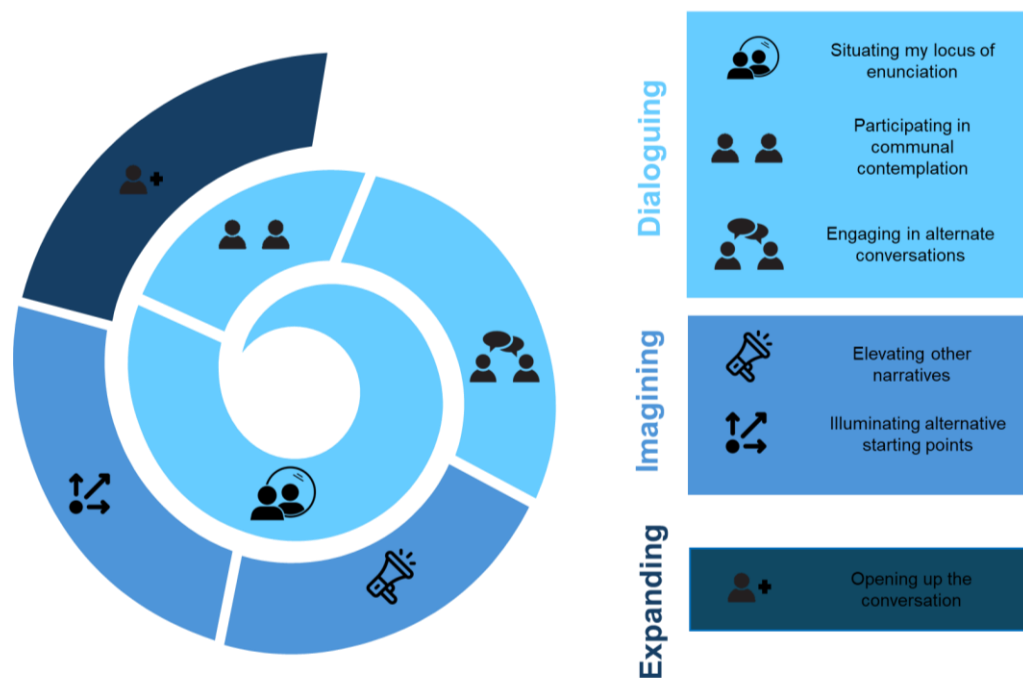 Dialoguing
Situating my locus of
enunciation
Participating in
communal
contemplation
Engaging in alternate
conversations
Imagining
Elevating other
narratives
Illuminating alternative
starting points
Expanding
Opening up the
conversation